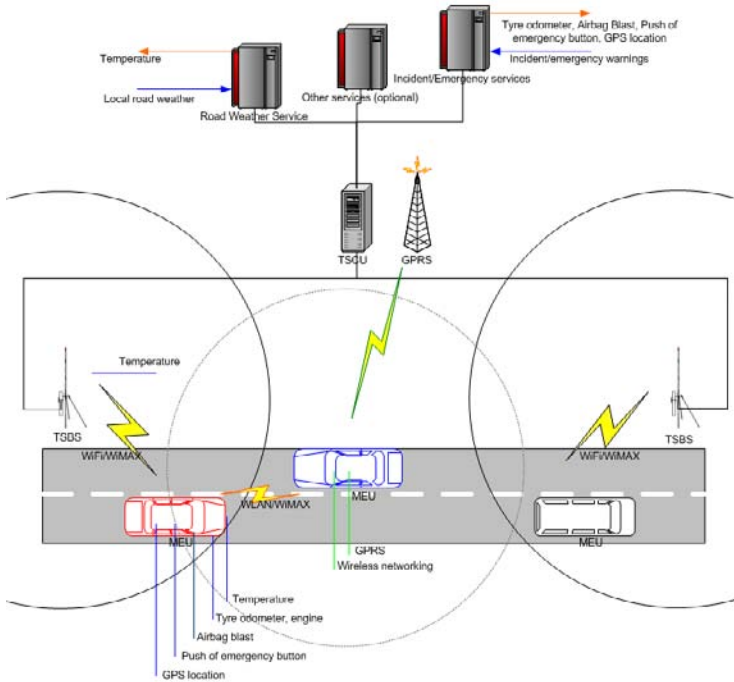 Tyre odometer, Airbag Blast, Push of
emergency button, GPS location
Temperature
Incident/emergency warnings
Incident/Emergency services
Other services (optional)
Local road weather
Road Weather Service
TSCU
GPRS
Temperature
TSBS
TSBS
WiFi/WiMAX
WiFi/WiMAX
MEU
WLAN/WiMAX
MEU
MEU
GPRS
Wireless networking
Temperature
Tyre odometer, engine
Airbag blast
Push of emergency button
GPS location